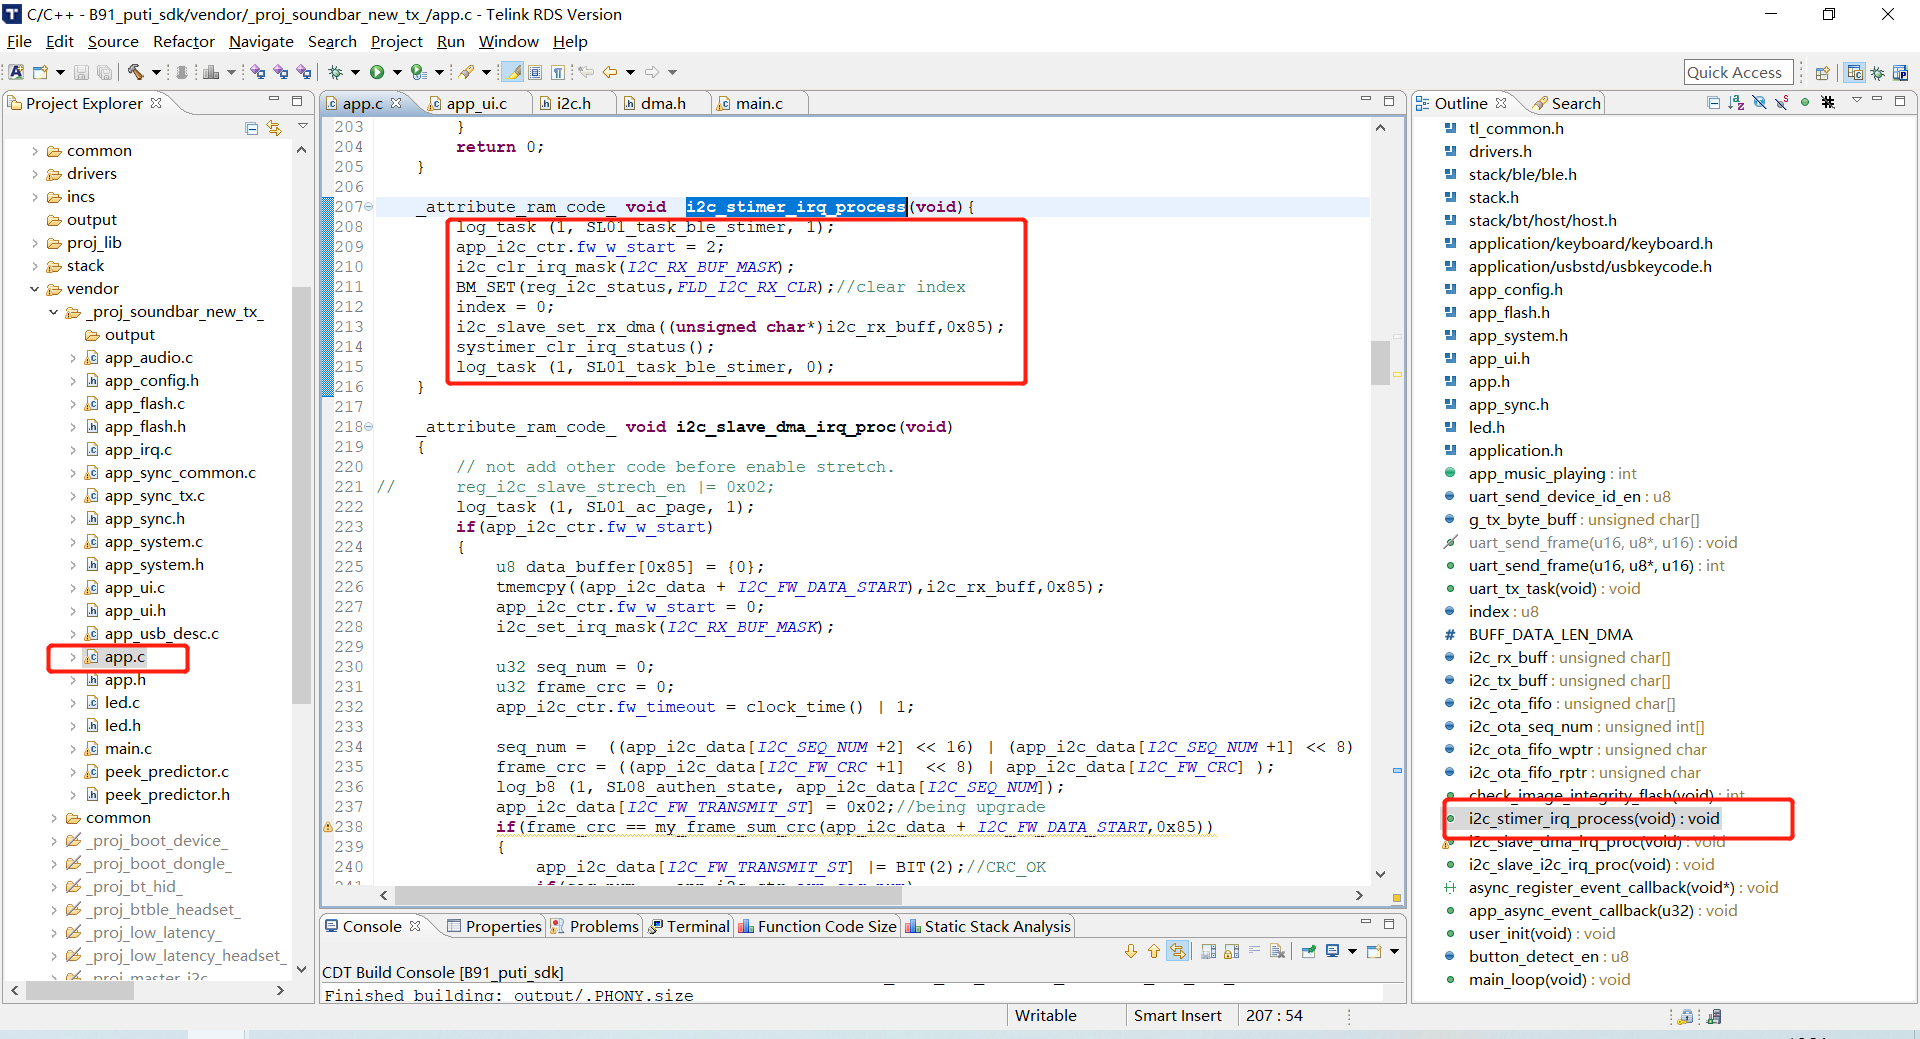 C/C++ - B91_puti_sdk/vendor/_proj_soundbar_new_tx_/app.c - Telink RDS Version
File Edit Source Refactor Navigate Search Project Run Window Help
Quick Access
Project Explorer
common
drivers
incs
output
proj_lib
stack
vendor
_proj_soundbar_new_tx_
output
app_audio.c
app_config.h
app_flash.c
app_flash.h
app_irq.c
app_sync_common.c
app_sync_tx.c
app_sync.h
app_system.c
app_system.h
app_ui.c
app_ui.h
app_usb_desc.c
app.c
app.h
led.c
led.h
main.c
peek_predictor.c
peek_predictor.h
common
_proj_boot_device_
_proj_boot_dongle_
_proj_bt_hid_
_proj_btble_headset_
_proj_low_latency_
_proj_low_latency_headset_
_proj_master_i2c_
app.c app_ui.c i2c.h dma.h main.c
203 }
204 return 0;
205 }
206
207 _attribute_ram_code_ void i2c_stimer_irq_process(void){
208 log_task (1, SL01_task_ble_stimer, 1);
209 app_i2c_ctr.fw_w_start = 2;
210 i2c_clr_irq_mask(I2C_RX_BUF_MASK);
211 BM_SET(reg_i2c_status,FLD_I2C_RX_CLR);//clear index
212 index = 0;
213 i2c_slave_set_rx_dma((unsigned char*)i2c_rx_buff,0x85);
214 systimer_clr_irq_status();
215 log_task (1, SL01_task_ble_stimer, 0);
216 }
217
218 _attribute_ram_code_ void i2c_slave_dma_irq_proc(void)
219 {
220 // not add other code before enable stretch.
221 // reg_i2c_slave_strech_en |= 0x02;
222 log_task (1, SL01_ac_page, 1);
223 if(app_i2c_ctr.fw_w_start)
224 {
225 u8 data_buffer[0x85] = {0};
226 tmemcpy((app_i2c_data + I2C_FW_DATA_START),i2c_rx_buff,0x85);
227 app_i2c_ctr.fw_w_start = 0;
228 i2c_set_irq_mask(I2C_RX_BUF_MASK);
229
230 u32 seq_num = 0;
231 u32 frame_crc = 0;
232 app_i2c_ctr.fw_timeout = clock_time() | 1;
233
234 seq_num = ((app_i2c_data[I2C_SEQ_NUM +2] << 16) | (app_i2c_data[I2C_SEQ_NUM +1] << 8)
235 frame_crc = ((app_i2c_data[I2C_FW_CRC +1] << 8) | app_i2c_data[I2C_FW_CRC] );
236 log_b8 (1, SL08_authen_state, app_i2c_data[I2C_SEQ_NUM]);
237 app_i2c_data[I2C_FW_TRANSMIT_ST] = 0x02;//being upgrade
238 if(frame_crc == my_frame_sum_crc(app_i2c_data + I2C_FW_DATA_START,0x85))
239 {
240 app_i2c_data[I2C_FW_TRANSMIT_ST] |= BIT(2);//CRC_OK
Outline Search
tl_common.h
drivers.h
stack/ble/ble.h
stack.h
stack/bt/host/host.h
application/keyboard/keyboard.h
application/usbstd/usbkeycode.h
app_config.h
app_flash.h
app_system.h
app_ui.h
app.h
app_sync.h
led.h
application.h
app_music_playing : int
uart_send_device_id_en : u8
g_tx_byte_buff : unsigned char[]
uart_send_frame(u16, u8*, u16) : void
uart_send_frame(u16, u8*, u16) : int
uart_tx_task(void) : void
index : u8
BUFF_DATA_LEN_DMA
i2c_rx_buff : unsigned char[]
i2c_tx_buff : unsigned char[]
i2c_ota_fifo : unsigned char[]
i2c_ota_seq_num : unsigned int[]
i2c_ota_fifo_wptr : unsigned char
i2c_ota_fifo_rptr : unsigned char
check_image_integrity_flash(void) : int
i2c_stimer_irq_process(void) : void
i2c_slave_dma_irq_proc(void) : void
i2c_slave_i2c_irq_proc(void) : void
async_register_event_callback(void*) : void
app_async_event_callback(u32) : void
user_init(void) : void
button_detect_en : u8
main_loop(void) : void
Console Properties Problems Terminal Function Code Size Static Stack Analysis
CDT Build Console [B91_puti_sdk]
Finished building: output/.PHONY.size
Writable Smart Insert 207 : 54